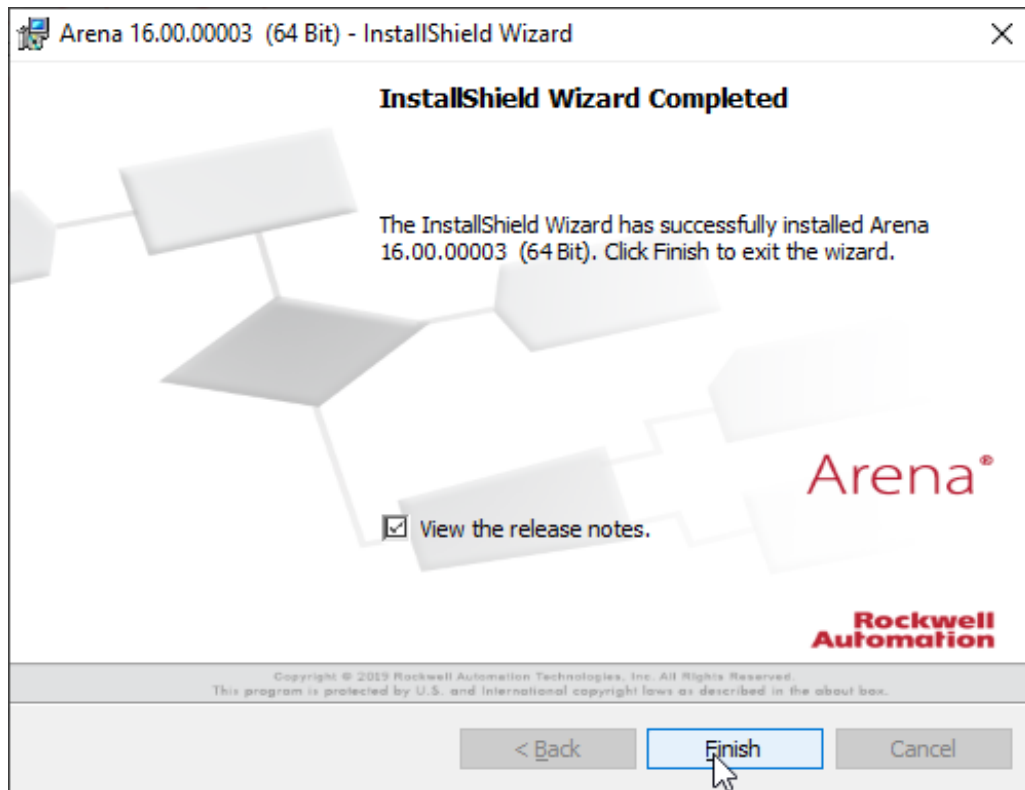 Arena 16.00.00003 (64 Bit) - InstallShield Wizard
InstallShield Wizard Completed
The InstallShield Wizard has successfully installed Arena
16.00.00003 (64 Bit). Click Finish to exit the wizard.
Arena®
View the release notes.
Rockwell
Automation
Copyright © 2019 Rockwell Automation Technologies, Inc. All Rights Reserved.
This program is protected by U.S. and International copyright laws as described in the about box.
< Back
Finish
Cancel